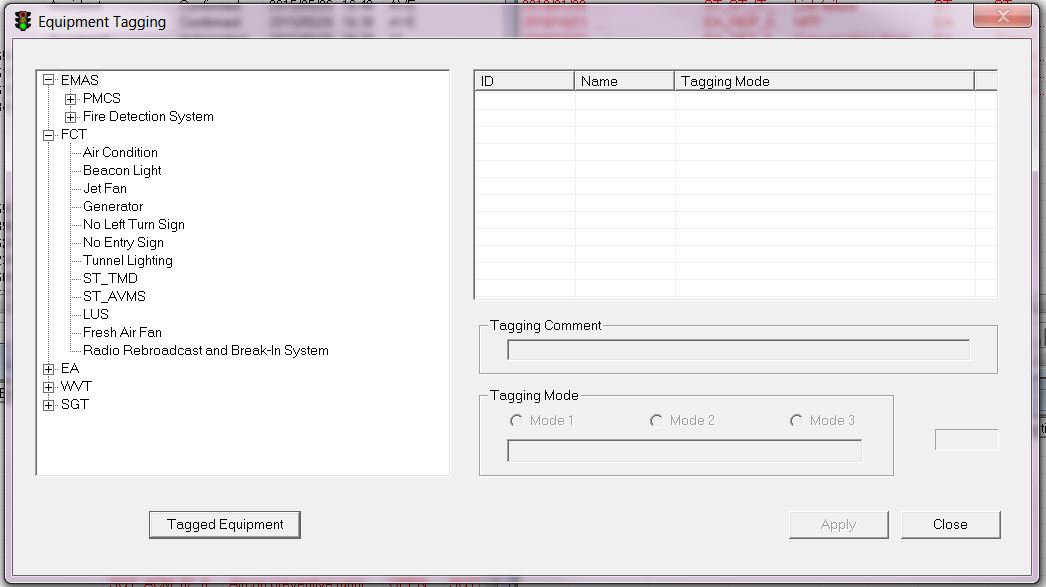 Equipment Tagging
EMAS
PMCS
Fire Detection System
FCT
Air Condition
Beacon Light
Jet Fan
Generator
No Left Turn Sign
No Entry Sign
Tunnel Lighting
ST_TMD
ST_AVMS
LUS
Fresh Air Fan
Radio Rebroadcast and Break-In System
EA
WVT
SGT
ID Name Tagging Mode
Tagging Comment
Tagging Mode
Mode 1 Mode 2 Mode 3
Tagged Equipment Apply Close